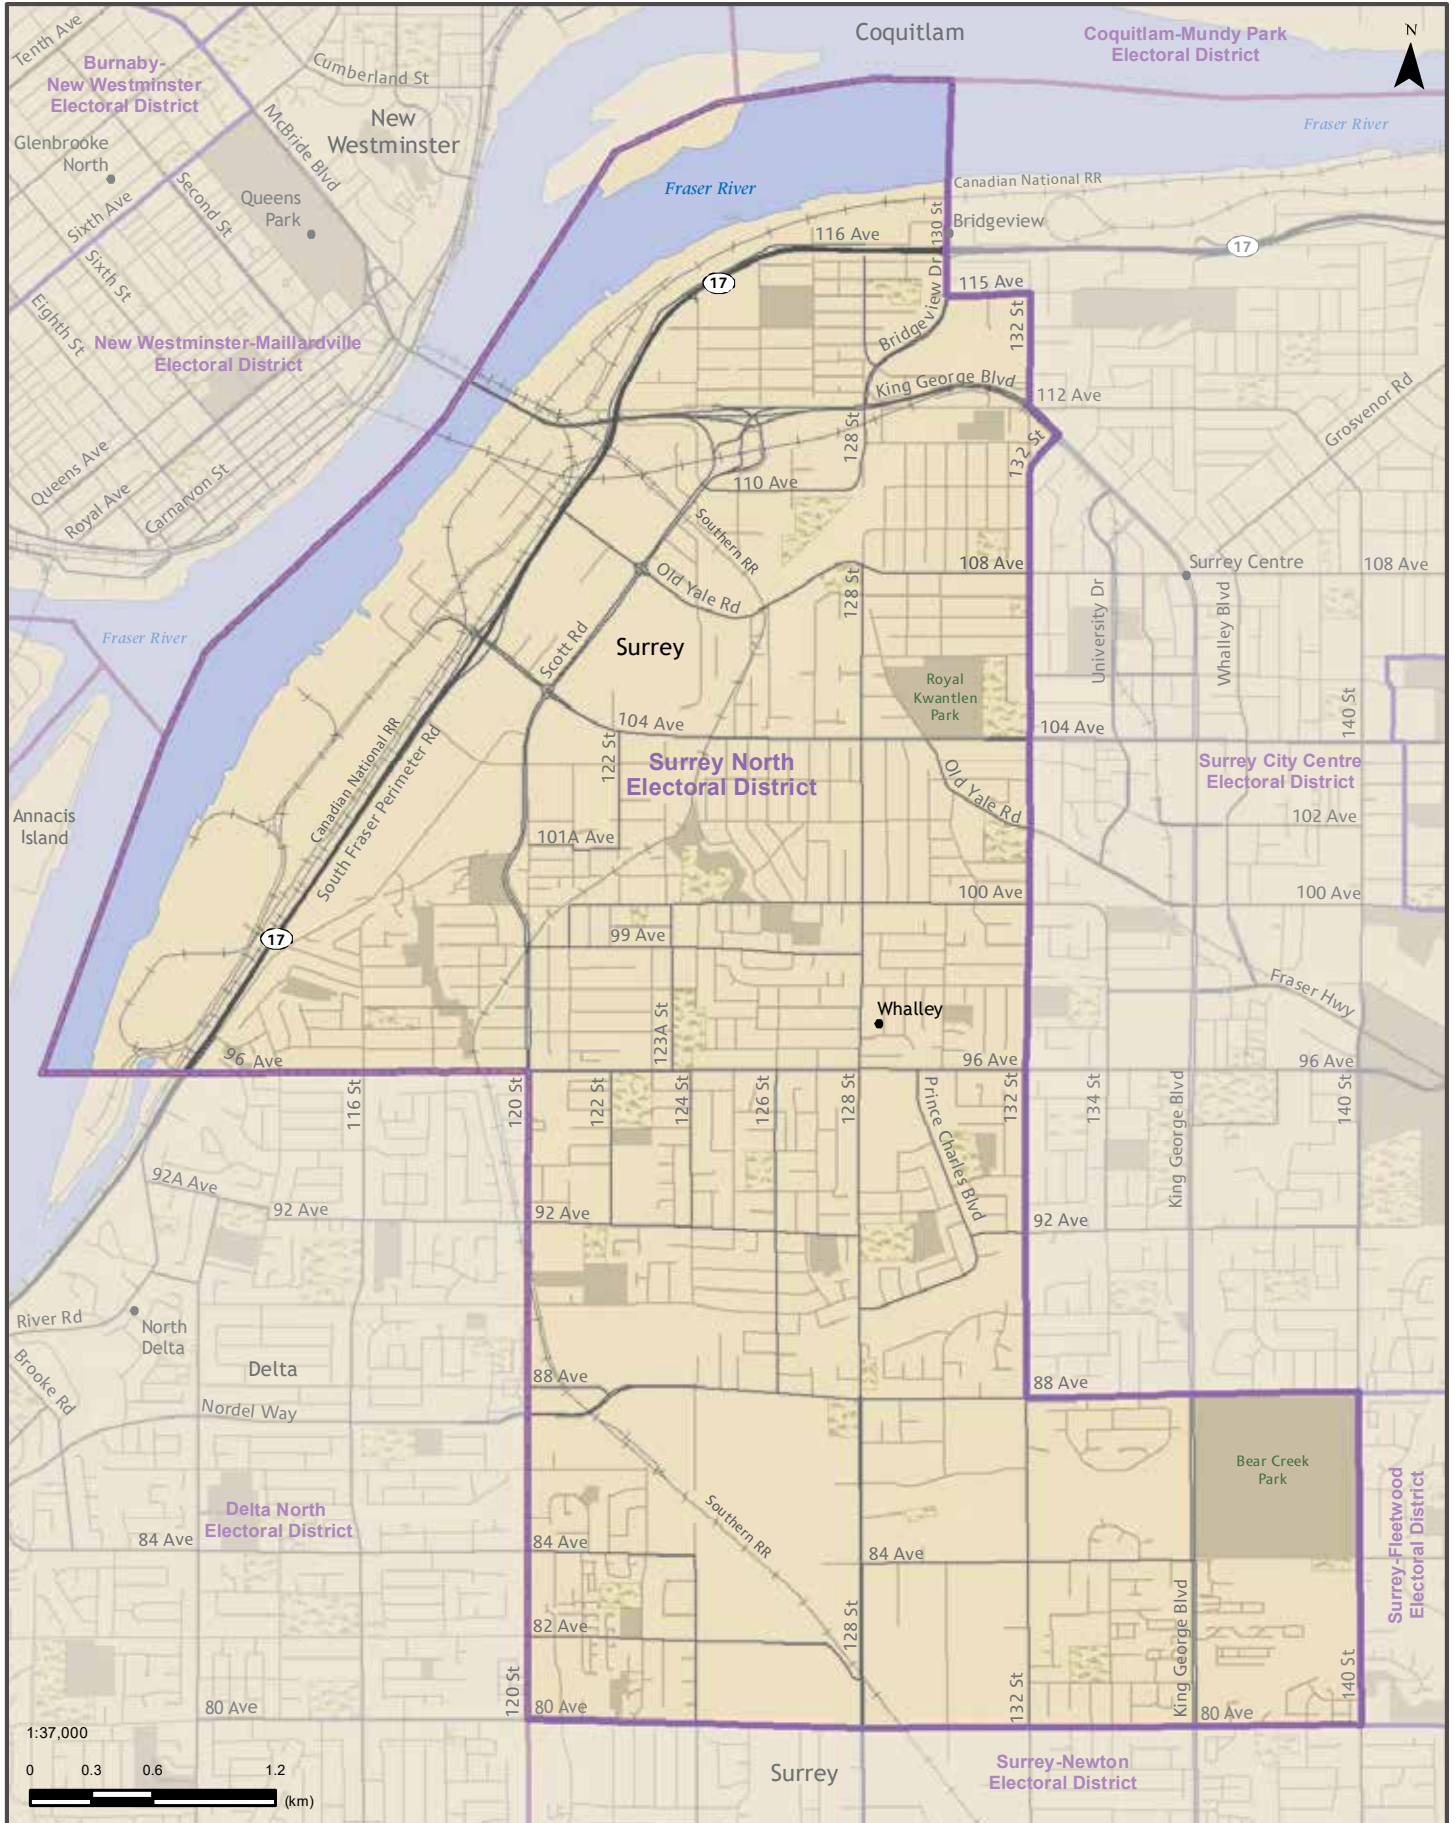 Tenth Ave
Burnaby-
New Westminster
Electoral District
Cumberland St
Coquitlam
Coquitlam-Mundy Park
Electoral District
N
New
Westminster
McBride Blvd
Fraser River
Glenbrooke
North
Second St
Queens
Park
Sixth Ave
Fraser River
Canadian National RR
130 St
Bridgeview
116 Ave
17
17
Sixth St
Eighth St
115 Ave
Bridgeview Dr
132 St
New Westminster-Maillardville
Electoral District
King George Blvd
112 Ave
Grosvenor Rd
128 St
132 St
Queens Ave
Royal Ave
Carnarvon St
110 Ave
Southern RR
Old Yale Rd
128 St
108 Ave
Surrey Centre
108 Ave
University Dr
Whalley Blvd
Fraser River
Scott Rd
Surrey
Royal
Kwantlen
Park
140 St
104 Ave
104 Ave
122 St
Canadian National RR
South Fraser Perimeter Rd
Surrey North
Electoral District
Old Yale Rd
Surrey City Centre
Electoral District
Annacis
Island
102 Ave
101A Ave
100 Ave
100 Ave
17
99 Ave
Fraser Hwy
Whalley
123A St
96 Ave
96 Ave
96 Ave
116 St
120 St
122 St
124 St
126 St
128 St
Prince Charles Blvd
132 St
134 St
King George Blvd
140 St
92A Ave
92 Ave
92 Ave
92 Ave
River Rd
North
Delta
Brooke Rd
Delta
88 Ave
88 Ave
Nordel Way
Bear Creek
Park
Delta North
Electoral District
Southern RR
Surrey-Fleetwood
Electoral District
84 Ave
84 Ave
84 Ave
82 Ave
128 St
King George Blvd
120 St
132 St
140 St
80 Ave
80 Ave
80 Ave
1:37,000
0 0.3 0.6 1.2
(km)
Surrey
Surrey-Newton
Electoral District